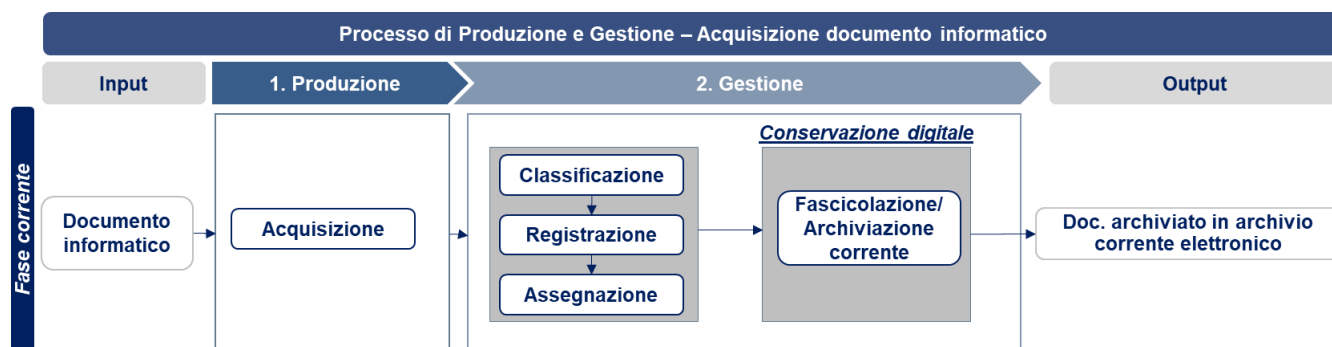 Processo di Produzione e Gestione – Acquisizione documento informatico
Input
1. Produzione
2. Gestione
Output
Fase corrente
Documento
informatico
Acquisizione
Classificazione
Registrazione
Assegnazione
Conservazione digitale
Fascicolazione/
Archiviazione
corrente
Doc. archiviato in archivio
corrente elettronico